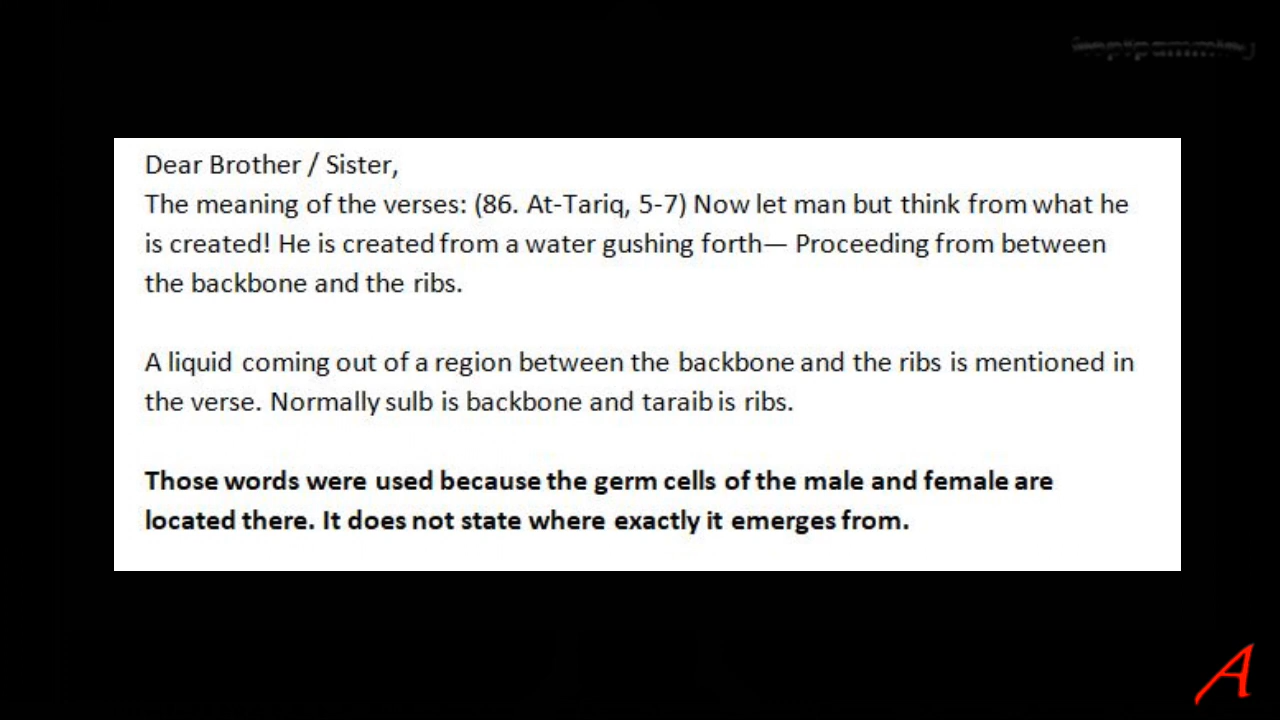 Dear Brother / Sister,
The meaning of the verses: (86. At-Tariq, 5-7) Now let man but think from what he
is created! He is created from a water gushing forth— Proceeding from between
the backbone and the ribs.
A liquid coming out of a region between the backbone and the ribs is mentioned in
the verse. Normally sulb is backbone and taraib is ribs.
Those words were used because the germ cells of the male and female are
located there. It does not state where exactly it emerges from.
A